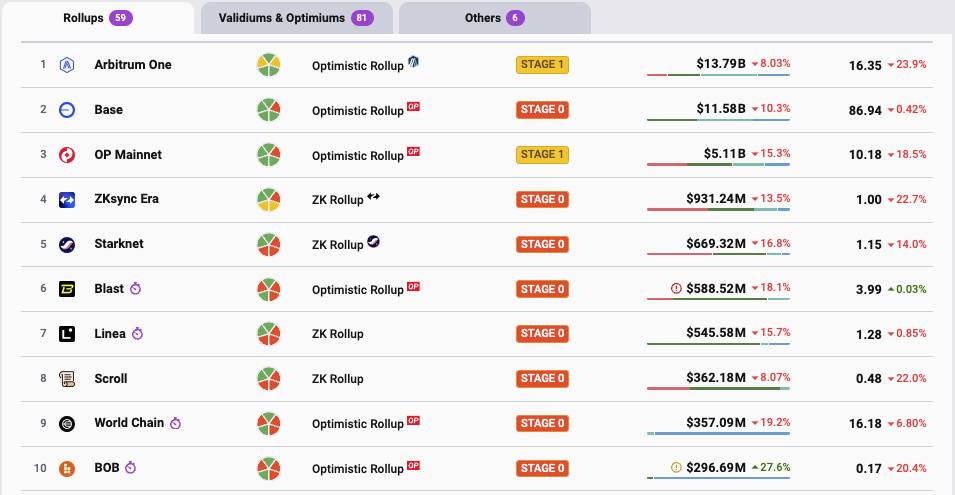 Rollups 59 Validiums & Optimiums 81 Others 6
1 Arbitrum One Optimistic Rollup STAGE 1 $13.79B 8.03% 16.35 23.9%
2 Base Optimistic Rollup OP STAGE 0 $11.58B 10.3% 86.94 0.42%
3 OP Mainnet Optimistic Rollup OP STAGE 1 $5.11B 15.3% 10.18 18.5%
4 ZKsync Era ZK Rollup STAGE 0 $931.24M 13.5% 1.00 22.7%
5 Starknet ZK Rollup STAGE 0 $669.32M 16.8% 1.15 14.0%
6 Blast Optimistic Rollup OP STAGE 0 $588.52M 18.1% 3.99 0.03%
7 Linea ZK Rollup STAGE 0 $545.58M 15.7% 1.28 0.85%
8 Scroll ZK Rollup STAGE 0 $362.18M 8.07% 0.48 22.0%
9 World Chain Optimistic Rollup OP STAGE 0 $357.09M 19.2% 16.18 6.80%
10 BOB Optimistic Rollup OP STAGE 0 $296.69M 27.6% 0.17 20.4%